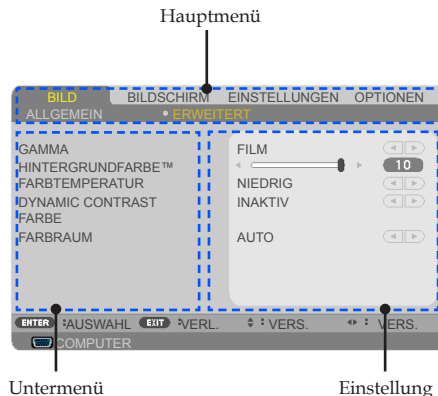 Hauptmenü
BILD BILDSCHIRM EINSTELLUNGEN OPTIONEN
ALLGEMEIN • ERWEITERT
GAMMA FILM
HINTERGRUNDFARBE™ 10
FARBTEMPERATUR NIEDRIG
DYNAMIC CONTRAST INAKTIV
FARBE
FARBRAUM AUTO
ENTER :AUSWAHL EXIT :VERL. : VERS. : VERS.
COMPUTER
Untermenü Einstellung